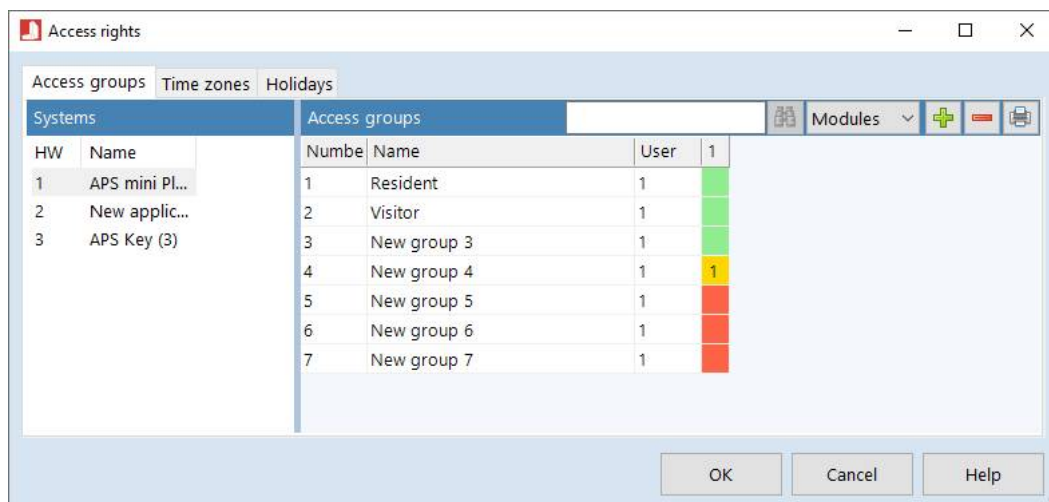 Access rights
Access groups Time zones Holidays
Systems
Access groups
Modules
HW Name
1 APS mini Pl...
2 New applic...
3 APS Key (3)
Numbe Name User 1
1 Resident 1
2 Visitor 1
3 New group 3 1
4 New group 4 1 1
5 New group 5 1
6 New group 6 1
7 New group 7 1
OK Cancel Help